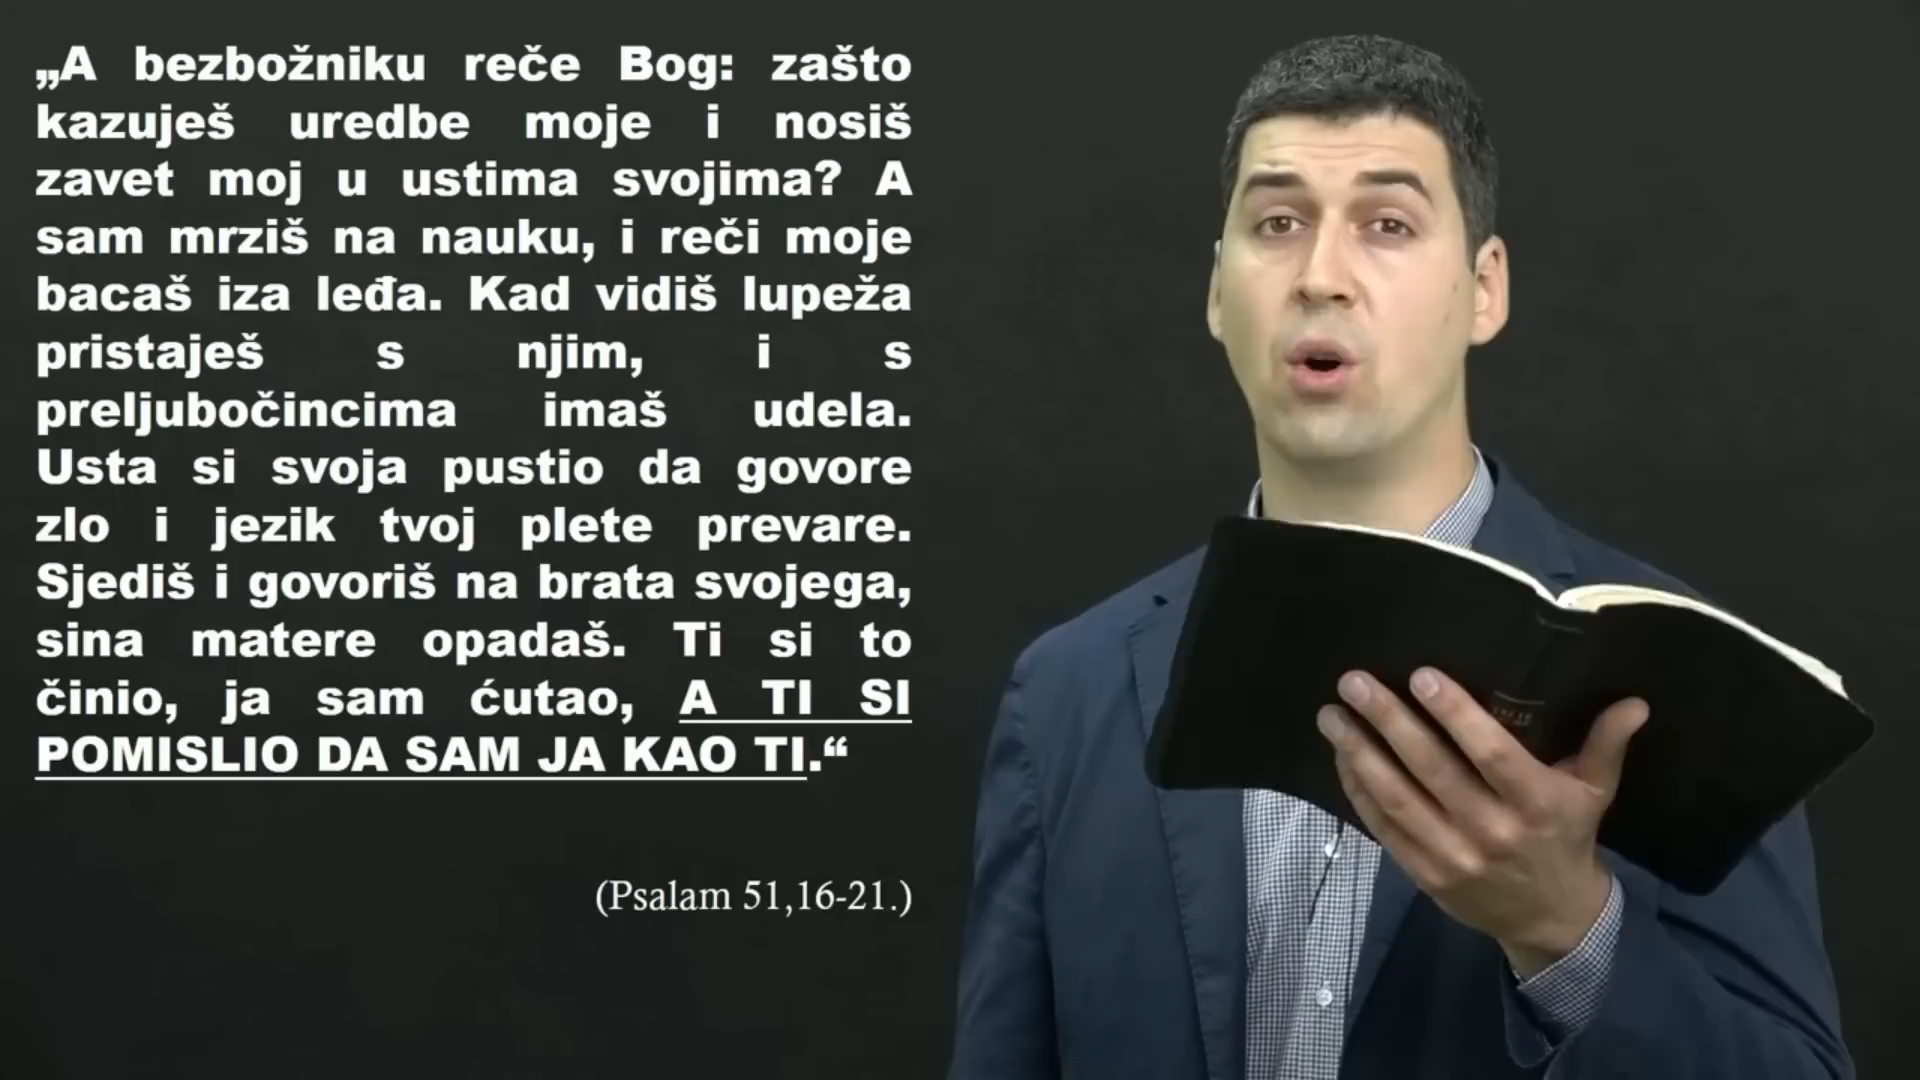 „A bezbožniku reče Bog: zašto
kazuješ uredbe moje i nosiš
zavet moj u ustima svojima? A
sam mrziš na nauku, i reči moje
bacaš iza leđa. Kad vidiš lupeža
pristaješ s njim, i s
preljubočincima imaš udela.
Usta si svoja pustio da govore
zlo i jezik tvoj plete prevare.
Sjediš i govoriš na brata svojega,
sina matere opadaš. Ti si to
činio, ja sam ćutao, A TI SI
POMISLIO DA SAM JA KAO TI.“
(Psalam 51,16-21.)